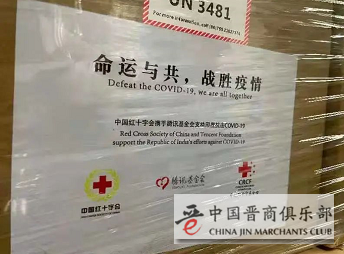 UN 3481
命运与共，战胜疫情
Defeat the COVID-19, we are all together
中国红十字会携手腾讯基金会支持印度抗击COVID-19
Red Cross Society of China and Tencent Foundation
support the Republic of India's efforts against COVID-19
中国红十字会
腾讯基金会
CRCF
晋 中国晋商俱乐部
CHINA JIN MERCHANTS CLUB